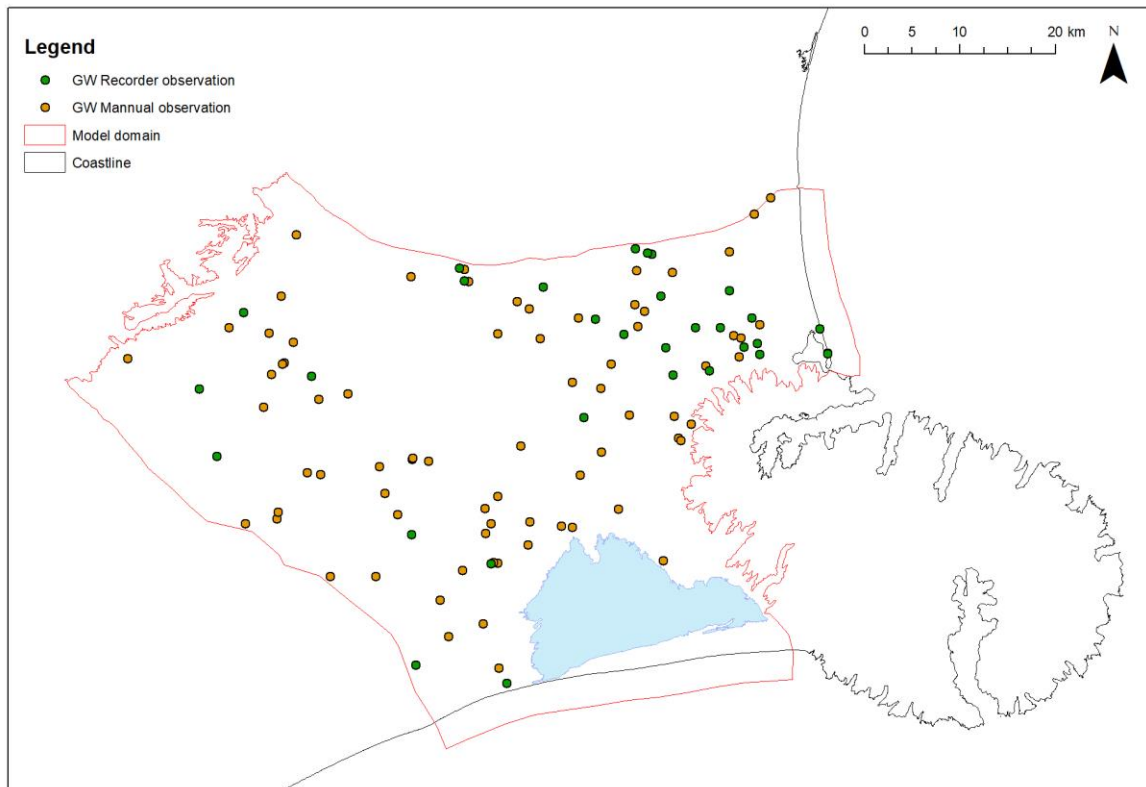 Legend
GW Recorder observation
GW Mannual observation
Model domain
Coastline
0 5 10 20 km
N